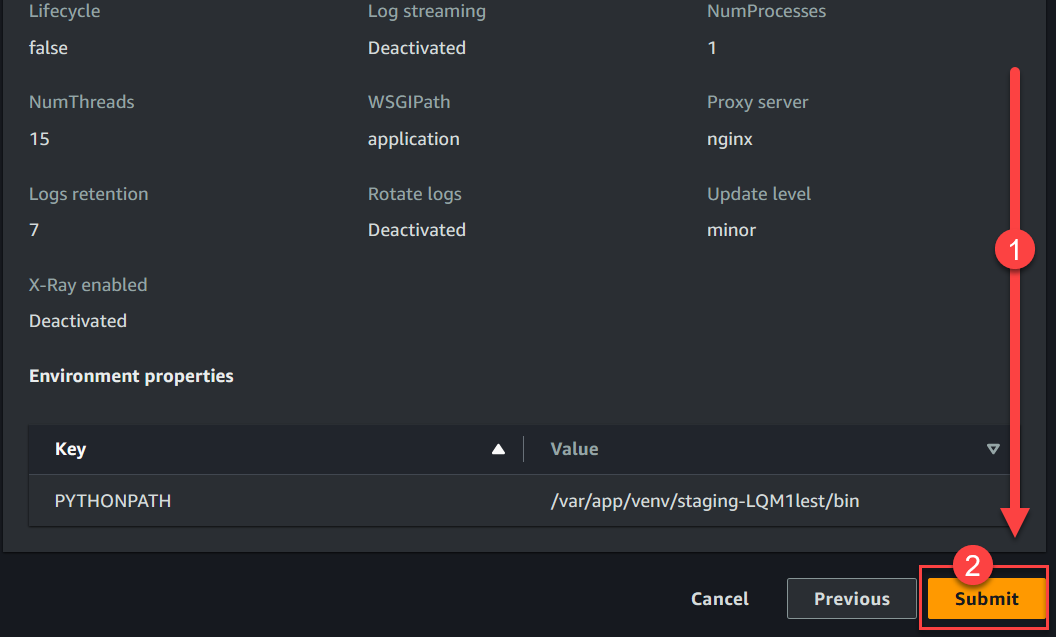 Lifecycle Log streaming NumProcesses
false Deactivated 1
NumThreads WSGIPath Proxy server
15 application nginx
Logs retention Rotate logs Update level
7 Deactivated minor
X-Ray enabled
Deactivated
Environment properties
Key Value
PYTHONPATH /var/app/venv/staging-LQM1lest/bin
Cancel Previous Submit
1
2